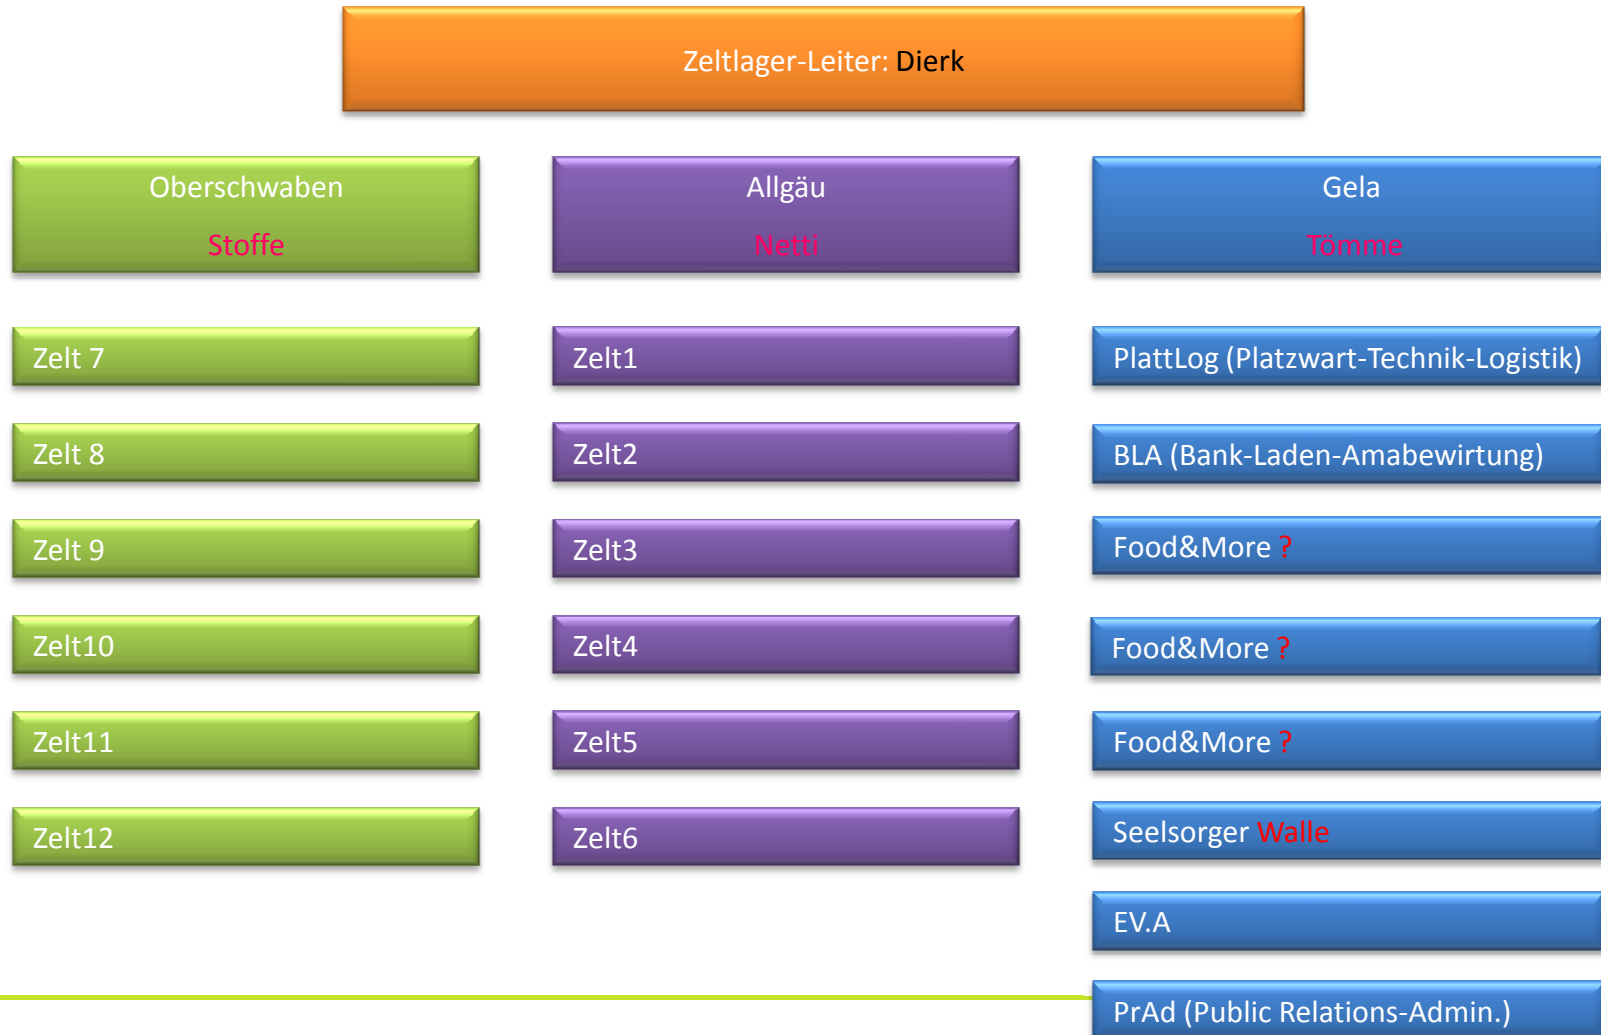 Zeltlager-Leiter: Dierk
Oberschwaben
Stoffe
Zelt 7
Zelt 8
Zelt 9
Zelt10
Zelt11
Zelt12
Allgäu
Netti
Zelt1
Zelt2
Zelt3
Zelt4
Zelt5
Zelt6
Gela
Tömme
PlattLog (Platzwart-Technik-Logistik)
BLA (Bank-Laden-Amabewirtung)
Food&More ?
Food&More ?
Food&More ?
Seelsorger Walle
EV.A
PrAd (Public Relations-Admin.)